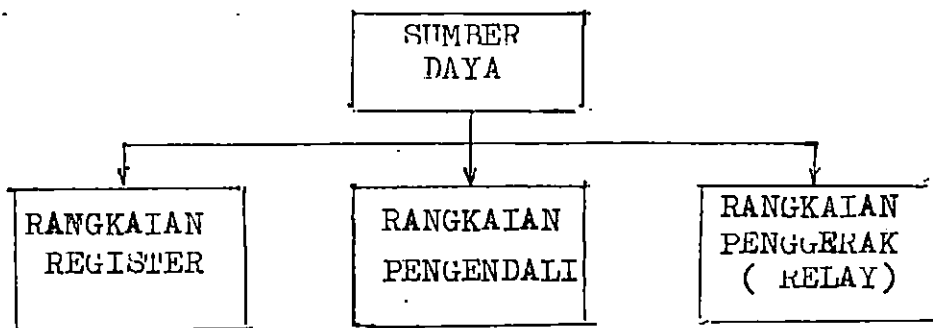 SUMBER
DAYA
RANGKAIAN
REGISTER
RANGKAIAN
PENGENDALI
RANGKAIAN
PENGGERAK
( RELAY)